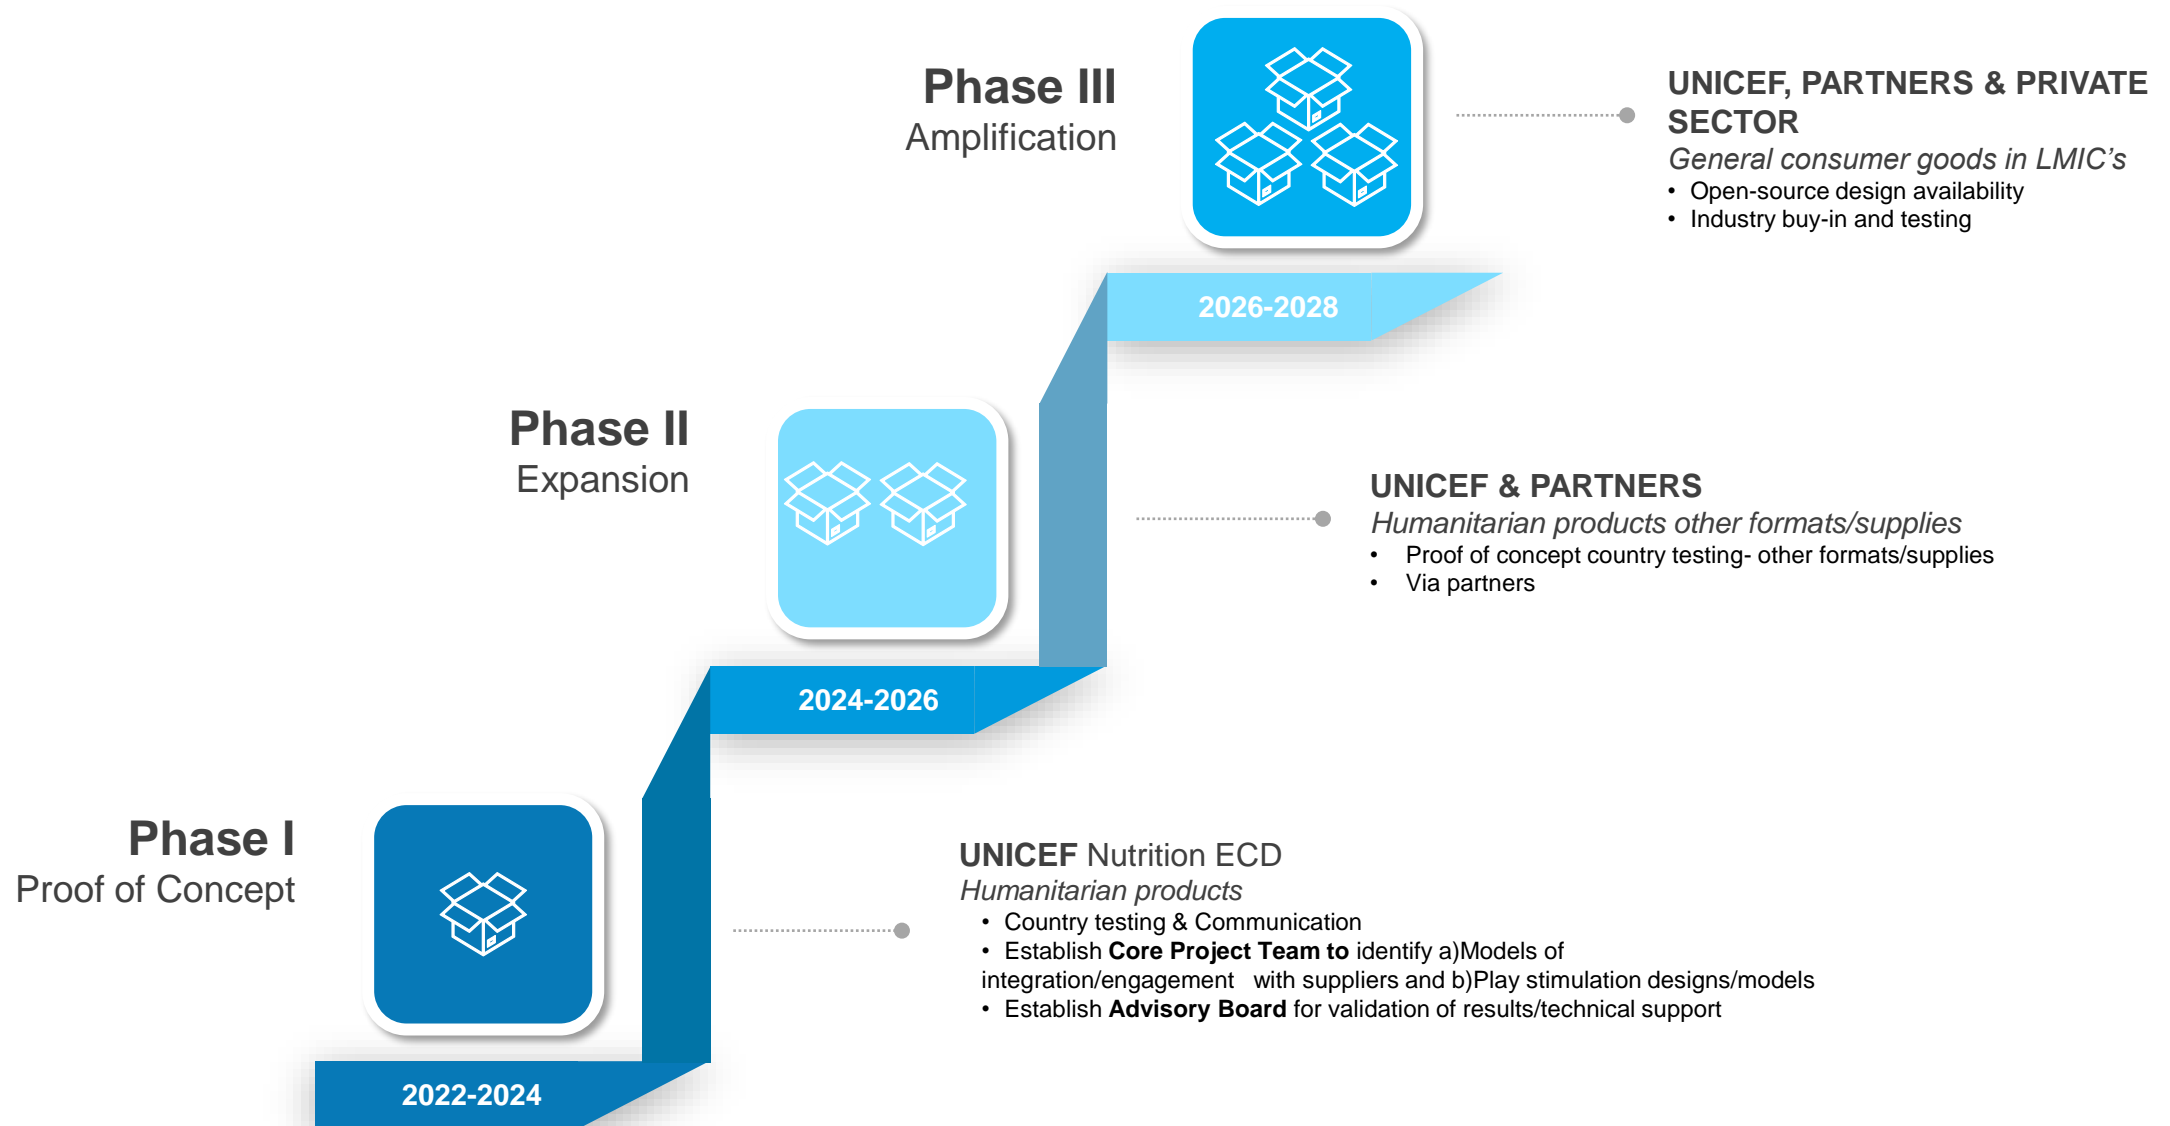 Phase III
Amplification
UNICEF, PARTNERS & PRIVATE
SECTOR
General consumer goods in LMIC’s
• Open-source design availability
• Industry buy-in and testing
2026-2028
Phase II
Expansion
UNICEF & PARTNERS
Humanitarian products other formats/supplies
• Proof of concept country testing- other formats/supplies
• Via partners
2024-2026
Phase I
Proof of Concept
UNICEF Nutrition ECD
Humanitarian products
• Country testing & Communication
• Establish Core Project Team to identify a)Models of
integration/engagement with suppliers and b)Play stimulation designs/models
• Establish Advisory Board for validation of results/technical support
2022-2024